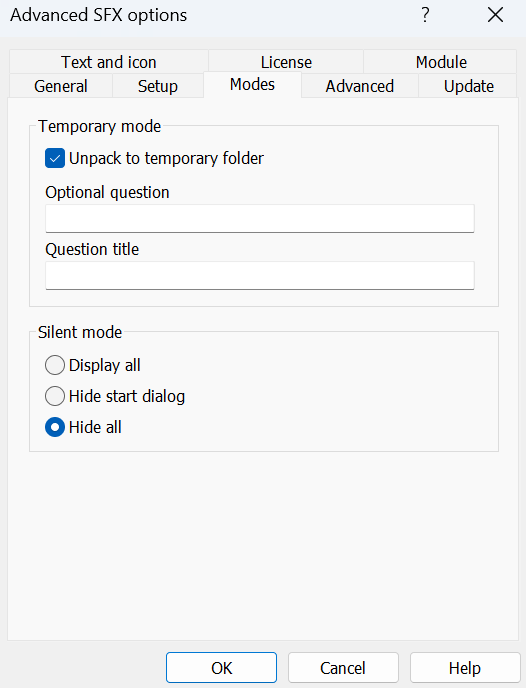 Advanced SFX options ?
Text and icon License Module
General Setup Modes Advanced Update
Temporary mode
Unpack to temporary folder
Optional question
Question title
Silent mode
Display all
Hide start dialog
Hide all
OK Cancel Help